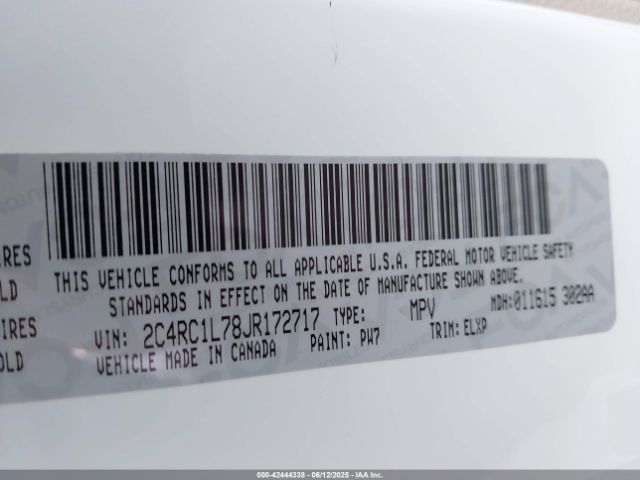 THIS VEHICLE CONFORMS TO ALL APPLICABLE U.S.A. FEDERAL MOTOR VEHICLE SAFETY
IRES
STANDARDS IN EFFECT ON THE DATE OF MANUFACTURE SHOWN ABOVE.
OLD
VIN: 2C4RC1L78JR172717 TYPE: MPV MDH:011615 302AA
IRES
VEHICLE MADE IN CANADA PAINT: PW7 TRIM: ELXP
OLD
000-42444338 - 06/12/2025 - IAA Inc.